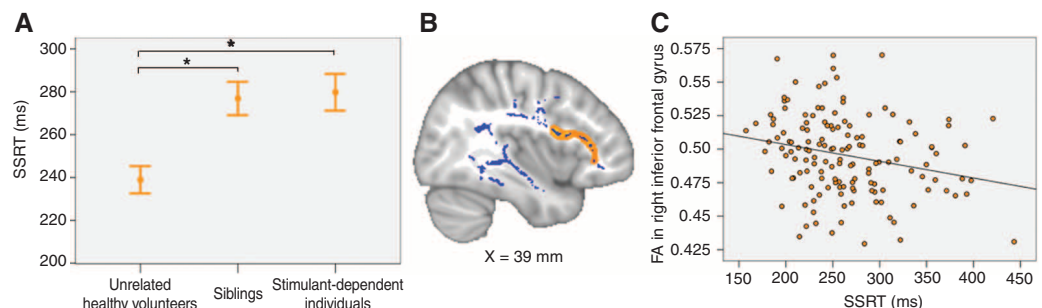 A
SSRT (ms)
300
280
260
240
220
200
*
*
Unrelated
healthy volunteers
Siblings
Stimulant-dependent
individuals
B
X = 39 mm
C
FA in right inferior frontal gyrus
0.575
0.55
0.525
0.50
0.475
0.45
0.425
150
200
250
300
350
400
450
SSRT (ms)